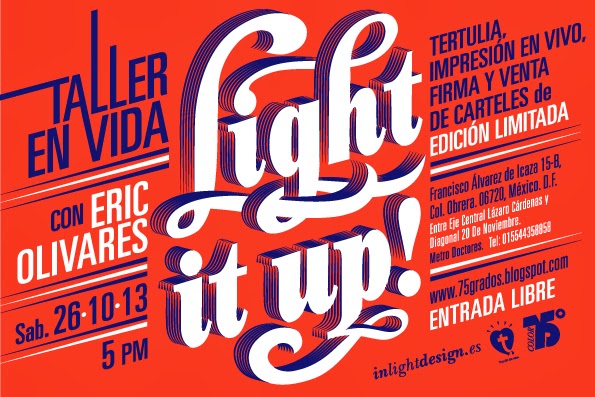 TALLER
EN VIDA
CON ERIC
OLIVARES
Sab. 26·10·13
5 PM
Light
it up!
TERTULIA,
IMPRESIÓN EN VIVO,
FIRMA Y VENTA
DE CARTELES de
EDICIÓN LIMITADA
Francisco Álvarez de Icaza 15-B,
Col. Obrera. 06720, México. D.F.
Entre Eje Central Lázaro Cárdenas y
Diagonal 20 De Noviembre.
Metro Doctores. Tel: 015544358058
www.75grados.blogspot.com
ENTRADA LIBRE
inlightdesign.es
COLOR 75°